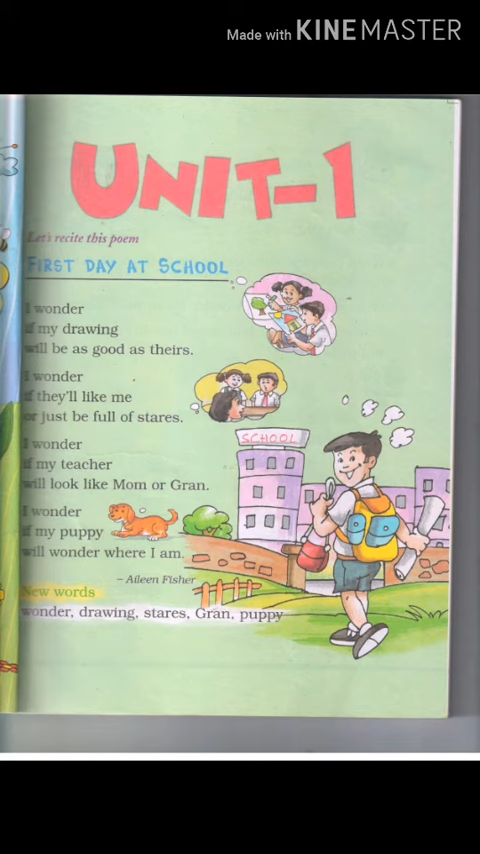 Made with KINEMASTER
UNIT-1
Let's recite this poem
FIRST DAY AT SCHOOL
I wonder
if my drawing
will be as good as theirs.
I wonder
if they'll like me
or just be full of stares.
SCHOOL
I wonder
if my teacher
will look like Mom or Gran.
I wonder
if my puppy
will wonder where I am.
– Aileen Fisher
New words
wonder, drawing, stares, Gran, puppy